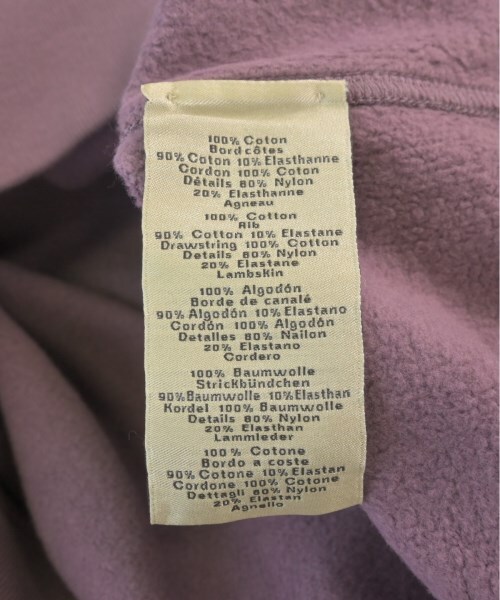 100% Coton
Bord côtes
90% Coton 10% Elasthanne
Cordon 100% Coton
Détails 80% Nylon
20% Elasthanne
Agneau
100% Cotton
Rib
90% Cotton 10% Elastane
Drawstring 100% Cotton
Details 80% Nylon
20% Elastane
Lambskin
100% Algodón
Borde de canalé
90% Algodón 10% Elastano
Cordón 100% Algodón
Detalles 80% Nailon
20% Elastano
Cordero
100% Baumwolle
Strickbündchen
90% Baumwolle 10% Elasthan
Kordel 100% Baumwolle
Details 80% Nylon
20% Elasthan
Lammleder
100% Cotone
Bordo a coste
90% Cotone 10% Elastan
Cordone 100% Cotone
Dettagli 80% Nylon
20% Elastan
Agnello